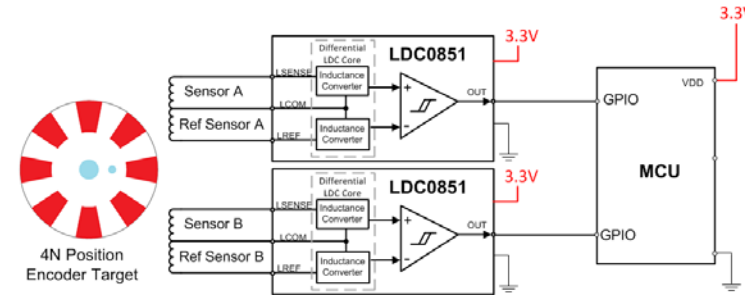 3.3V
3.3V
Differential
LDC Core
LDC0851
LSENSE
Inductance
Converter
Sensor A
LCOM
+
OUT
VDD
GPIO
Ref Sensor A
LREF
Inductance
Converter
-
MCU
3.3V
Differential
LDC Core
LDC0851
LSENSE
Inductance
Converter
Sensor B
LCOM
+
OUT
GPIO
Ref Sensor B
LREF
Inductance
Converter
-
4N Position
Encoder Target